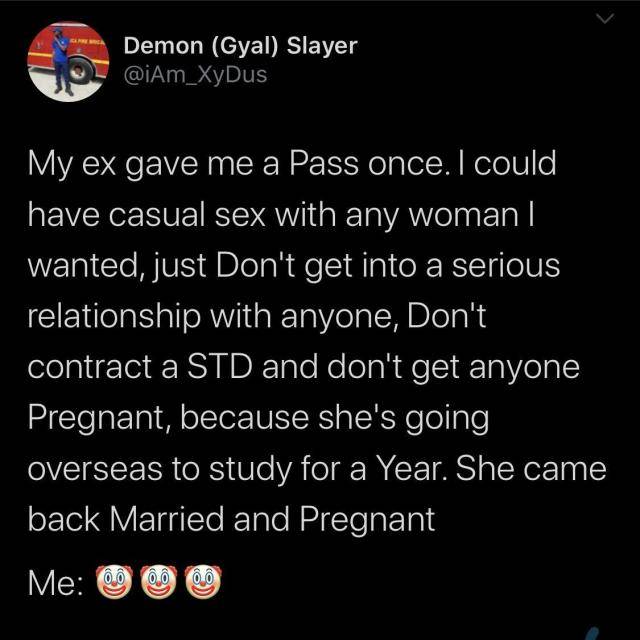 Demon (Gyal) Slayer
@iAm_XyDus
My ex gave me a Pass once. I could
have casual sex with any woman I
wanted, just Don't get into a serious
relationship with anyone, Don't
contract a STD and don't get anyone
Pregnant, because she's going
overseas to study for a Year. She came
back Married and Pregnant
Me: 🤡🤡🤡